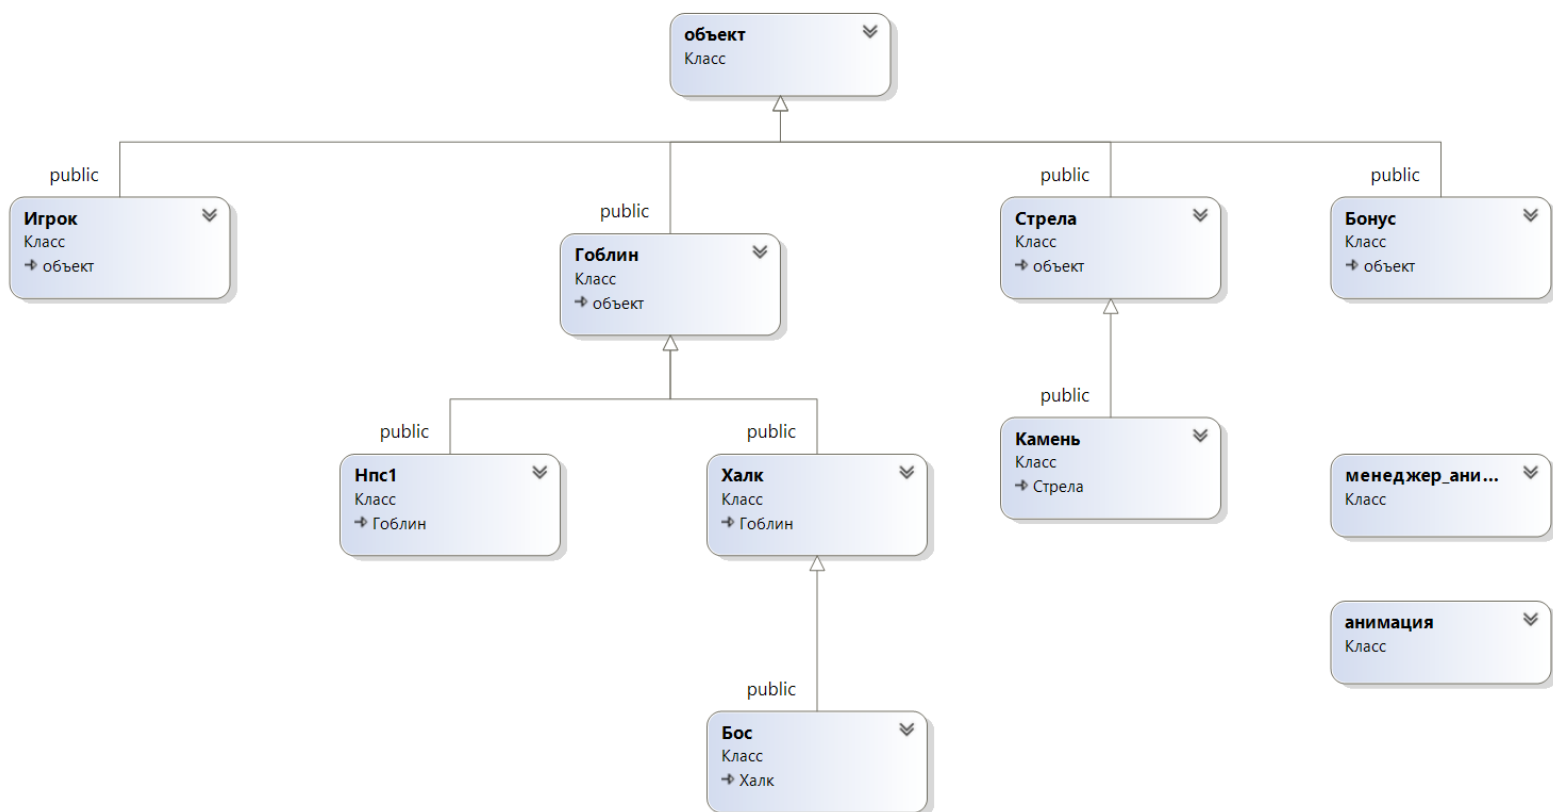 объект
Класс
public
Игрок
Класс
объект
public
Гоблин
Класс
объект
public
Стрела
Класс
объект
public
Бонус
Класс
объект
public
Нпс1
Класс
Гоблин
public
Халк
Класс
Гоблин
public
Камень
Класс
Стрела
менеджер_ани...
Класс
анимация
Класс
public
Бос
Класс
Халк